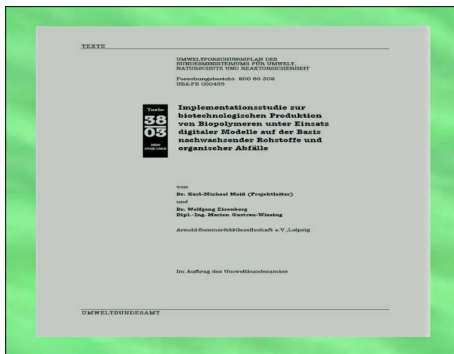 TEXTE
UMWELTFORSCHUNGSPLAN DES
BUNDESMINISTERIUMS FÜR UMWELT,
NATURSCHUTZ UND REAKTORSICHERHEIT
Forschungsbericht 200 66 302
UBA-FB 000455
Texte
38
03
Implementationsstudie zur
biotechnologischen Produktion
von Biopolymeren unter Einsatz
digitaler Modelle auf der Basis
nachwachsender Rohstoffe und
organischer Abfälle
von
Dr. Karl-Michael Meiß (Projektleiter)
und
Dr. Wolfgang Eisenberg
Dipl.-Ing. Marion
Arnold-Sommerfeld-Gesellschaft e.V., Leipzig
Im Auftrag des Umweltbundesamtes
UMWELTBUNDESAMT